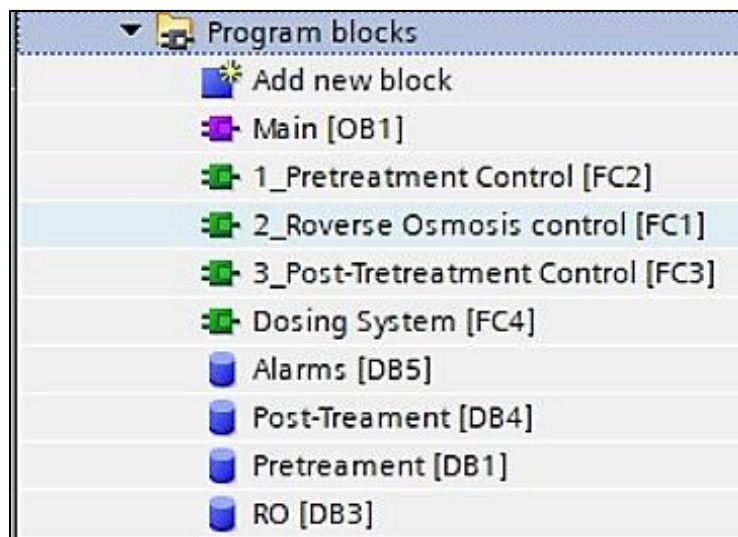 Program blocks
Add new block
Main [OB1]
1_Pretreatment Control [FC2]
2_Roverse Osmosis control [FC1]
3_Post-Tretreatment Control [FC3]
Dosing System [FC4]
Alarms [DB5]
Post-Treament [DB4]
Pretreament [DB1]
RO [DB3]